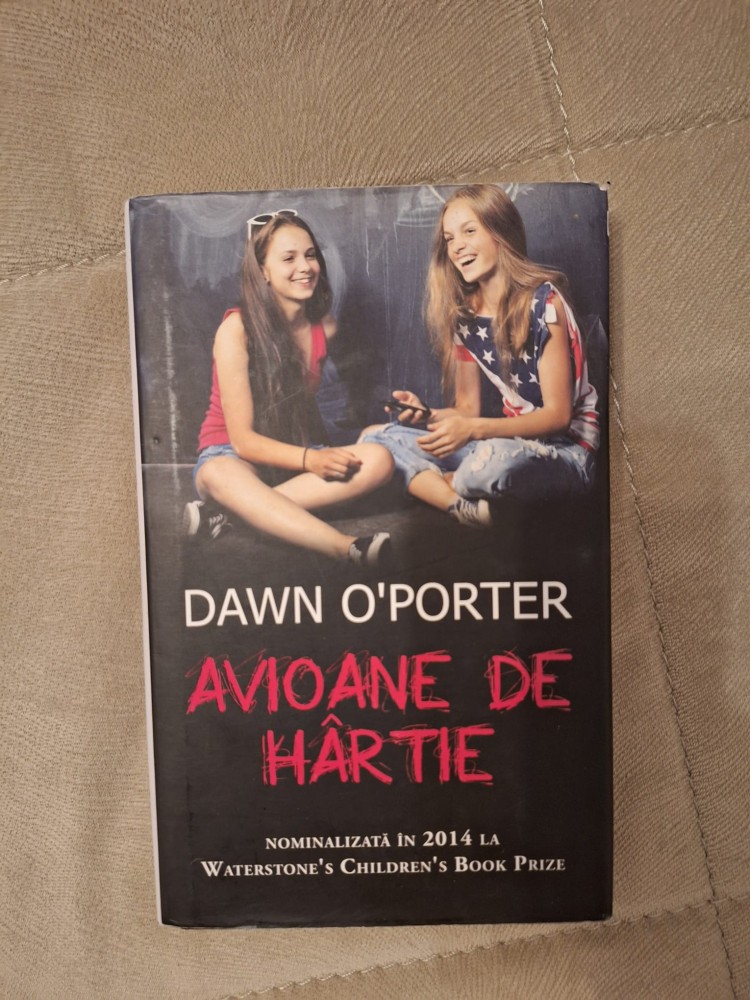 DAWN O'PORTER
AVIOANE DE
HÂRTIE
NOMINALIZATĂ ÎN 2014 LA
WATERSTONE'S CHILDREN'S BOOK PRIZE